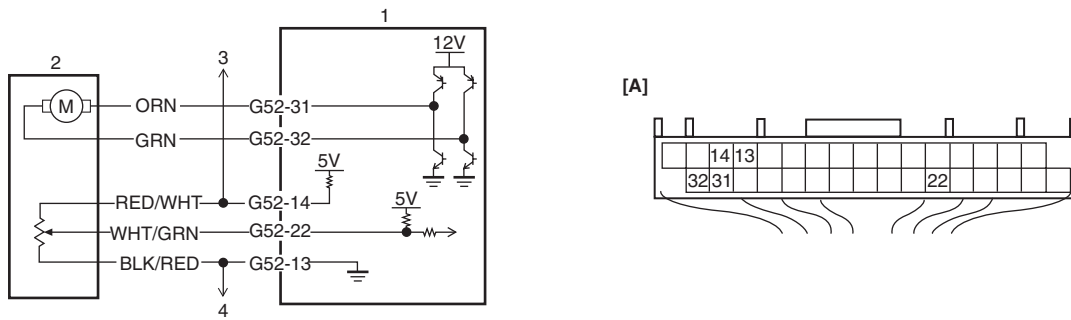 1
12V
2
3
[A]
M
ORN
G52-31
GRN
G52-32
14 13
5V
32 31 22
RED/WHT
G52-14
5V
WHT/GRN
G52-22
BLK/RED
G52-13
4